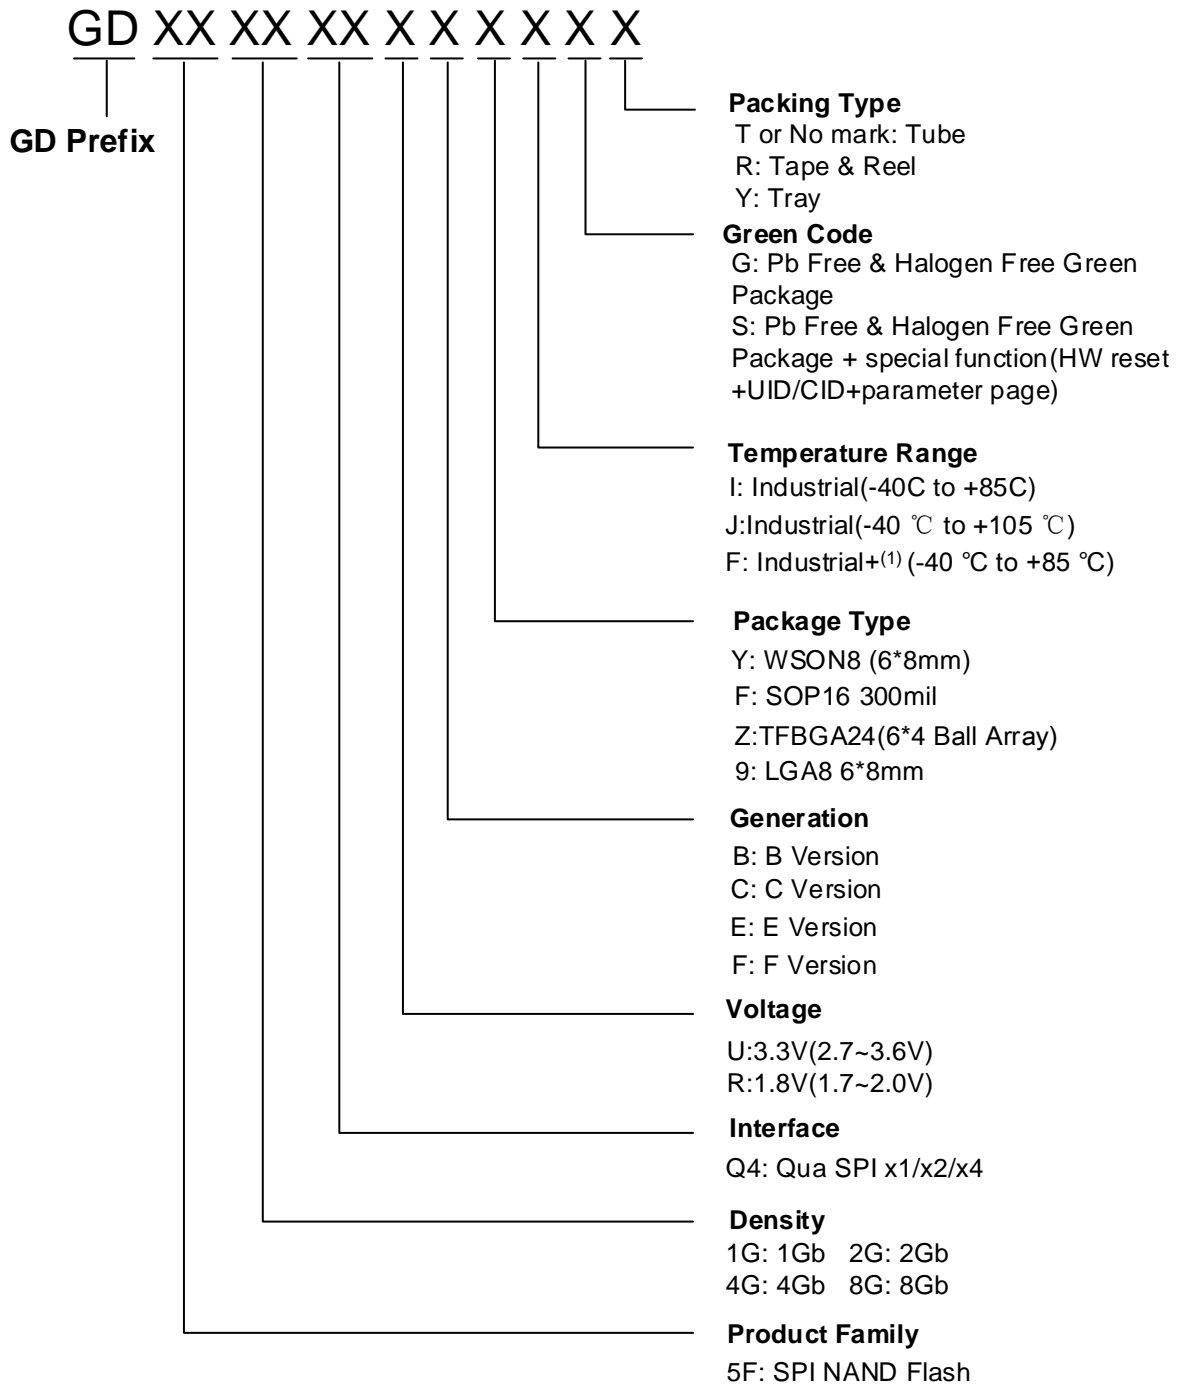 GD XX XX XX X X X X X X
GD Prefix
Packing Type
T or No mark: Tube
R: Tape & Reel
Y: Tray
Green Code
G: Pb Free & Halogen Free Green
Package
S: Pb Free & Halogen Free Green
Package + special function(HW reset
+UID/CID+parameter page)
Temperature Range
I: Industrial(-40C to +85C)
J:Industrial(-40 ℃ to +105 ℃)
F: Industrial+(1) (-40 ℃ to +85 ℃)
Package Type
Y: WSON8 (6*8mm)
F: SOP16 300mil
Z:TFBGA24(6*4 Ball Array)
9: LGA8 6*8mm
Generation
B: B Version
C: C Version
E: E Version
F: F Version
Voltage
U:3.3V(2.7~3.6V)
R:1.8V(1.7~2.0V)
Interface
Q4: Qua SPI x1/x2/x4
Density
1G: 1Gb 2G: 2Gb
4G: 4Gb 8G: 8Gb
Product Family
5F: SPI NAND Flash